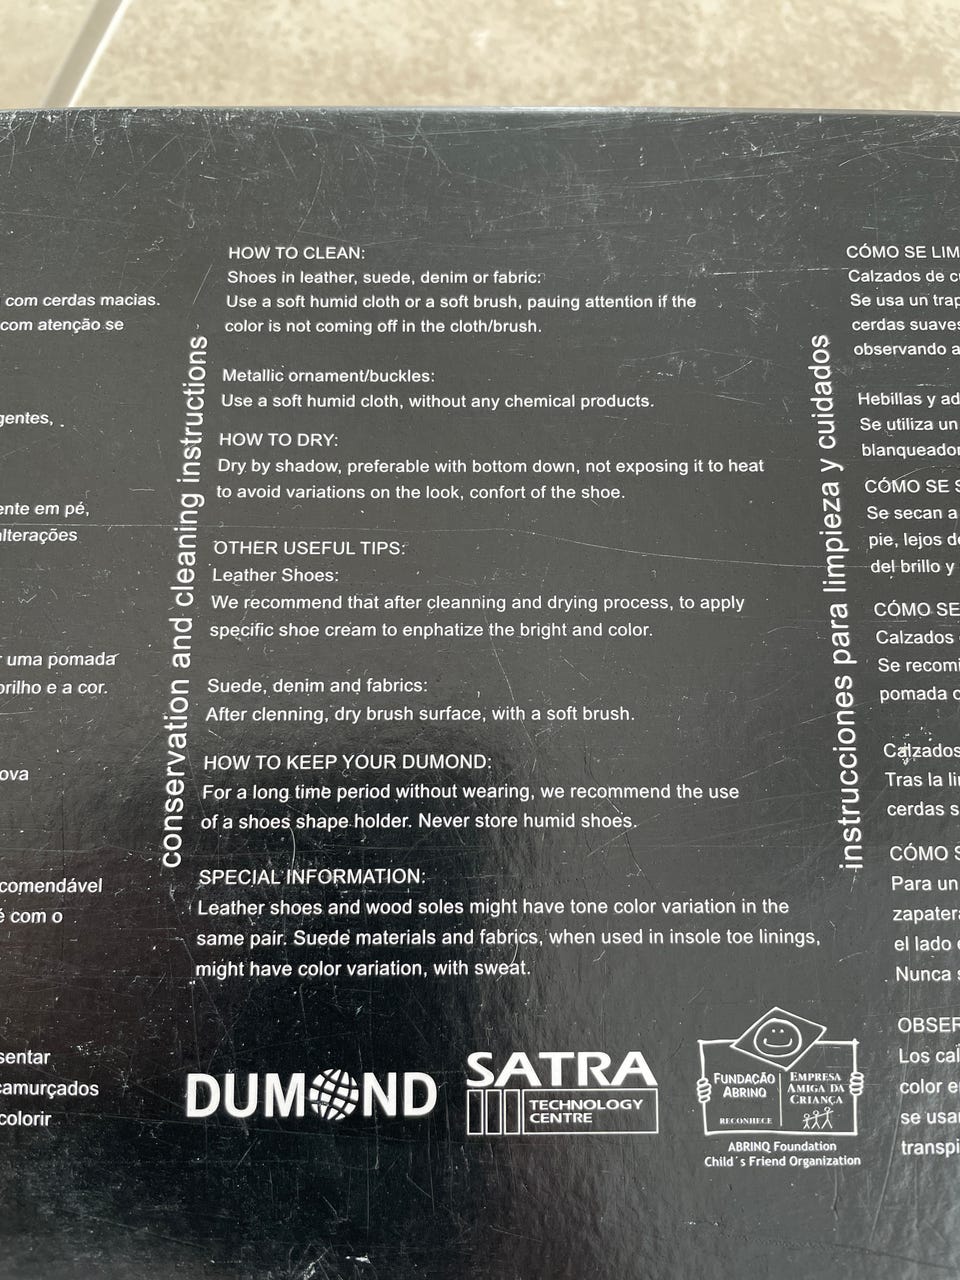 com cerdas macias.
com atenção se
gentes,
ente em pé,
alterações
uma pomada
brilho e a cor.
ova
comendável
é com o
sentar
camurçados
colorir
conservation and cleaning instructions
HOW TO CLEAN:
Shoes in leather, suede, denim or fabric:
Use a soft humid cloth or a soft brush, pauing attention if the
color is not coming off in the cloth/brush.
Metallic ornament/buckles:
Use a soft humid cloth, without any chemical products.
HOW TO DRY:
Dry by shadow, preferable with bottom down, not exposing it to heat
to avoid variations on the look, confort of the shoe.
OTHER USEFUL TIPS:
Leather Shoes:
We recommend that after cleanning and drying process, to apply
specific shoe cream to enphatize the bright and color.
Suede, denim and fabrics:
After clenning, dry brush surface, with a soft brush.
HOW TO KEEP YOUR DUMOND:
For a long time period without wearing, we recommend the use
of a shoes shape holder. Never store humid shoes.
SPECIAL INFORMATION:
Leather shoes and wood soles might have tone color variation in the
same pair. Suede materials and fabrics, when used in insole toe linings,
might have color variation, with sweat.
DUMOND
SATRA
TECHNOLOGY
CENTRE
FUNDAÇÃO
ABRINQ
RECONHECE
EMPRESA
AMIGA DA
CRIANÇA
ABRINQ Foundation
Child´s Friend Organization
instrucciones para limpieza y cuidados
CÓMO SE LIM
Calzados de cu
Se usa un trap
cerdas suaves
observando a
Hebillas y ad
Se utiliza un
blanqueador
CÓMO SE S
Se secan a
pie, lejos de
del brillo y
CÓMO SE
Calzados
Se recomi
pomada
Calzados
Tras la li
cerdas s
CÓMO S
Para un
zapatera
el lado
Nunca s
OBSER
Los cal
color e
se usa
transpi